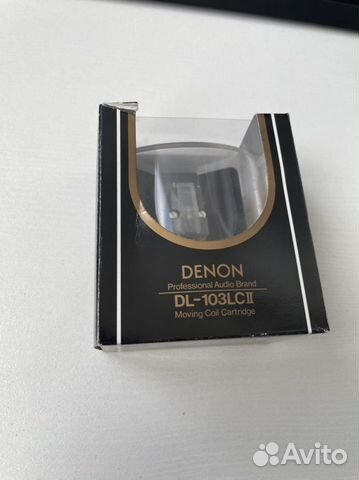 DENON
Professional Audio Brand
DL-103LCII
Moving Coil Cartridge
Avito